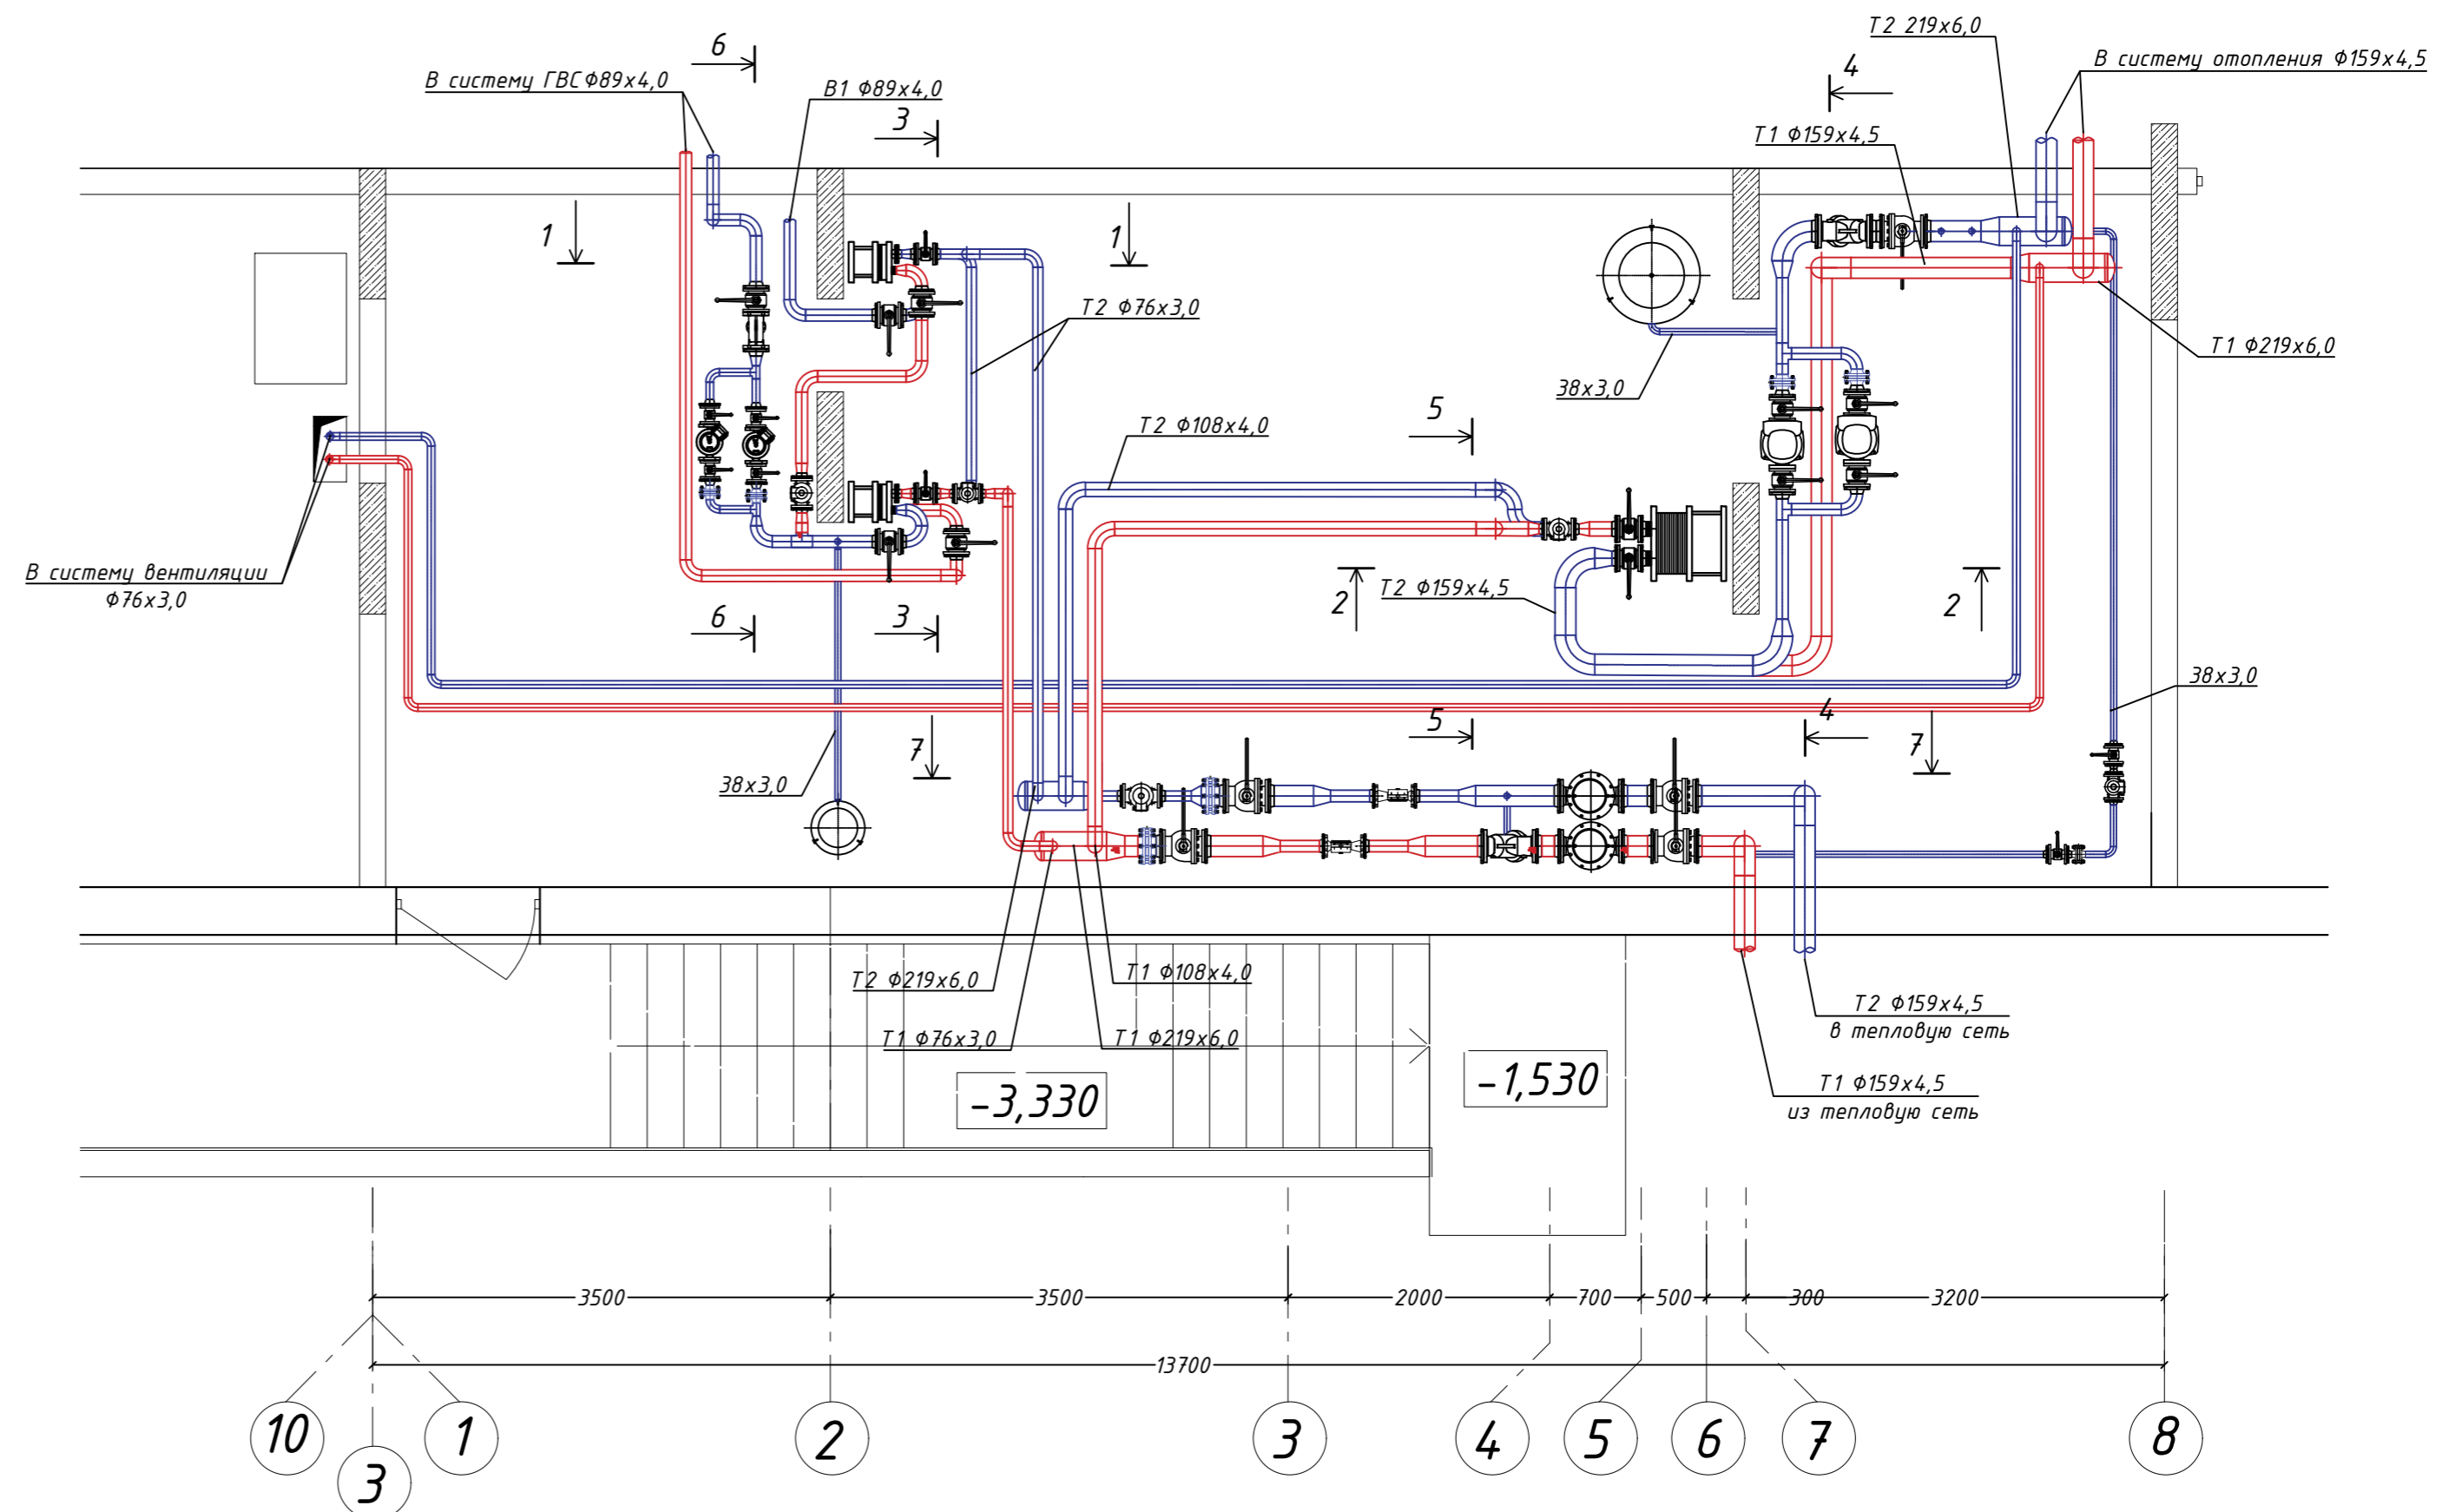 Т2 219х6,0
6
4
В систему отопления Ф159х4,5
В систему ГВСФ89х4,0
В1 Ф89х4,0
3
Т1 Ф159х4,5
1
1
Т2 Ф76х3,0
Т1 Ф219х6,0
38х3,0
5
Т2 Ф108х4,0
В систему вентиляции
Ф76х3,0
2
Т2 Ф159х4,5
2
6
3
38х3,0
5
4
7
7
38х3,0
Т2 Ф219х6,0
Т1 Ф108х4,0
Т2 Ф159х4,5
в тепловую сеть
Т1 Ф76х3,0
Т1 Ф219х6,0
-3,330
-1,530
Т1 Ф159х4,5
из тепловую сеть
3500
3500
2000
700
500
300
3200
13700
10
1
2
3
4
5
6
7
8
3